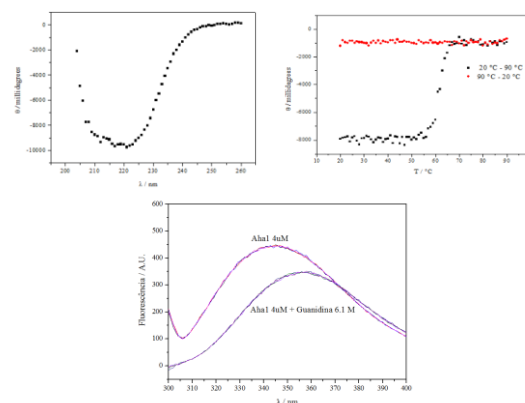 0
-2000
-4000
-6000
-8000
-10000
θ / millidegrees
200 210 220 230 240 250 260
λ / nm
0
-2000
-4000
-6000
-8000
θ / millidegrees
20 °C - 90 °C
90 °C - 20 °C
10 20 30 40 50 60 70 80 90
T / °C
600
500
400
300
200
100
0
Fluorescência / A.U.
Aha1 4uM
Aha1 4uM + Guanidina 6.1 M
300 310 320 330 340 350 360 370 380 390 400
λ / nm